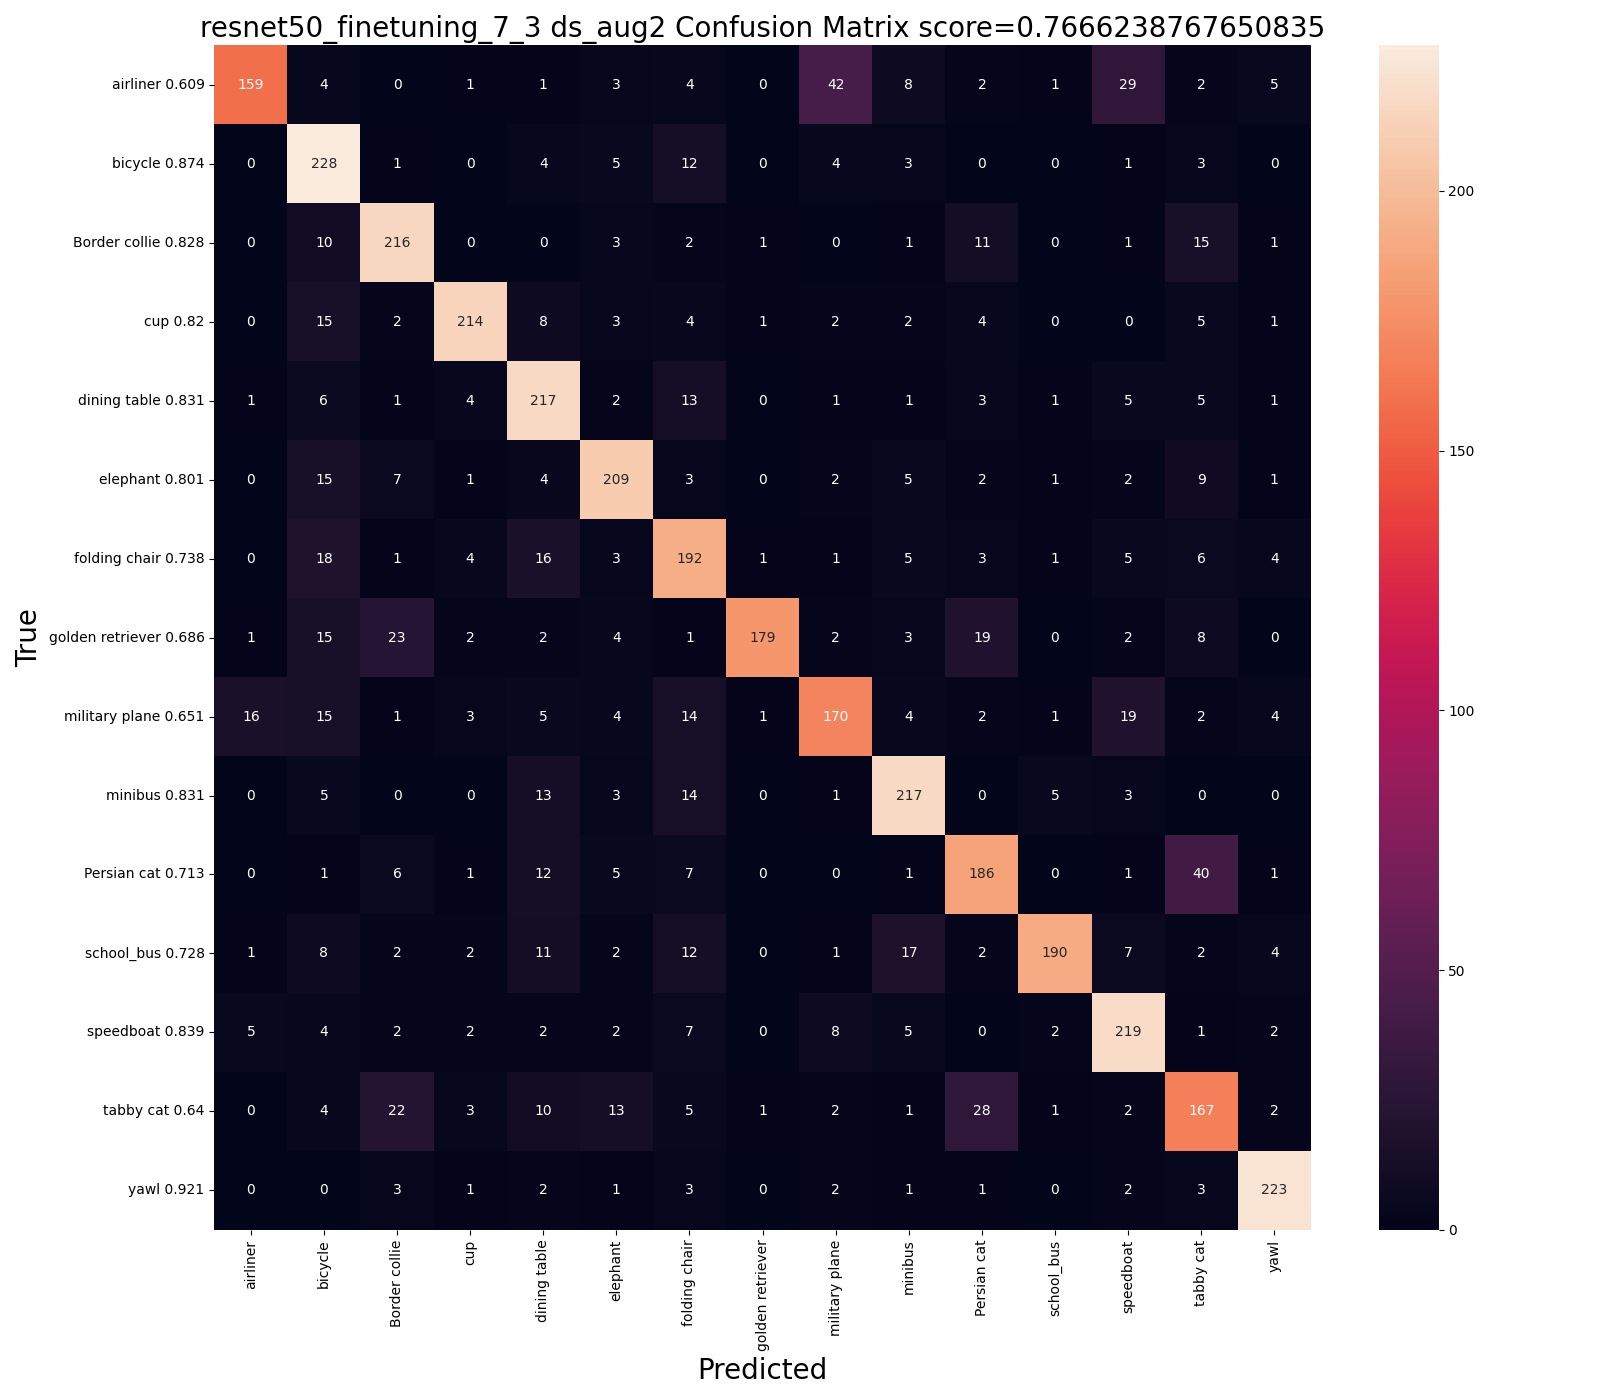 resnet50_finetuning_7_3 ds_aug2 Confusion Matrix score=0.7666238767650835
True
airliner 0.609 159 4 0 1 1 3 4 0 42 8 2 1 29 2 5
bicycle 0.874 0 228 1 0 4 5 12 0 4 3 0 0 1 3 0
Border collie 0.828 0 10 216 0 0 3 2 1 0 1 11 0 1 15 1
cup 0.82 0 15 2 214 8 3 4 1 2 2 4 0 0 5 1
dining table 0.831 1 6 1 4 217 2 13 0 1 1 3 1 5 5 1
elephant 0.801 0 15 7 1 4 209 3 0 2 5 2 1 2 9 1
folding chair 0.738 0 18 1 4 16 3 192 1 1 5 3 1 5 6 4
golden retriever 0.686 1 15 23 2 2 4 1 179 2 3 19 0 2 8 0
military plane 0.651 16 15 1 3 5 4 14 1 170 4 2 1 19 2 4
minibus 0.831 0 5 0 0 13 3 14 0 1 217 0 5 3 0 0
Persian cat 0.713 0 1 6 1 12 5 7 0 0 1 186 0 1 40 1
school_bus 0.728 1 8 2 2 11 2 12 0 1 17 2 190 7 2 4
speedboat 0.839 5 4 2 2 2 2 7 0 8 5 0 2 219 1 2
tabby cat 0.64 0 4 22 3 10 13 5 1 2 1 28 1 2 167 2
yawl 0.921 0 0 3 1 2 1 3 0 2 1 1 0 2 3 223
airliner
bicycle
Border collie
cup
dining table
elephant
folding chair
golden retriever
military plane
minibus
Persian cat
school_bus
speedboat
tabby cat
yawl
Predicted
200
150
100
50
0